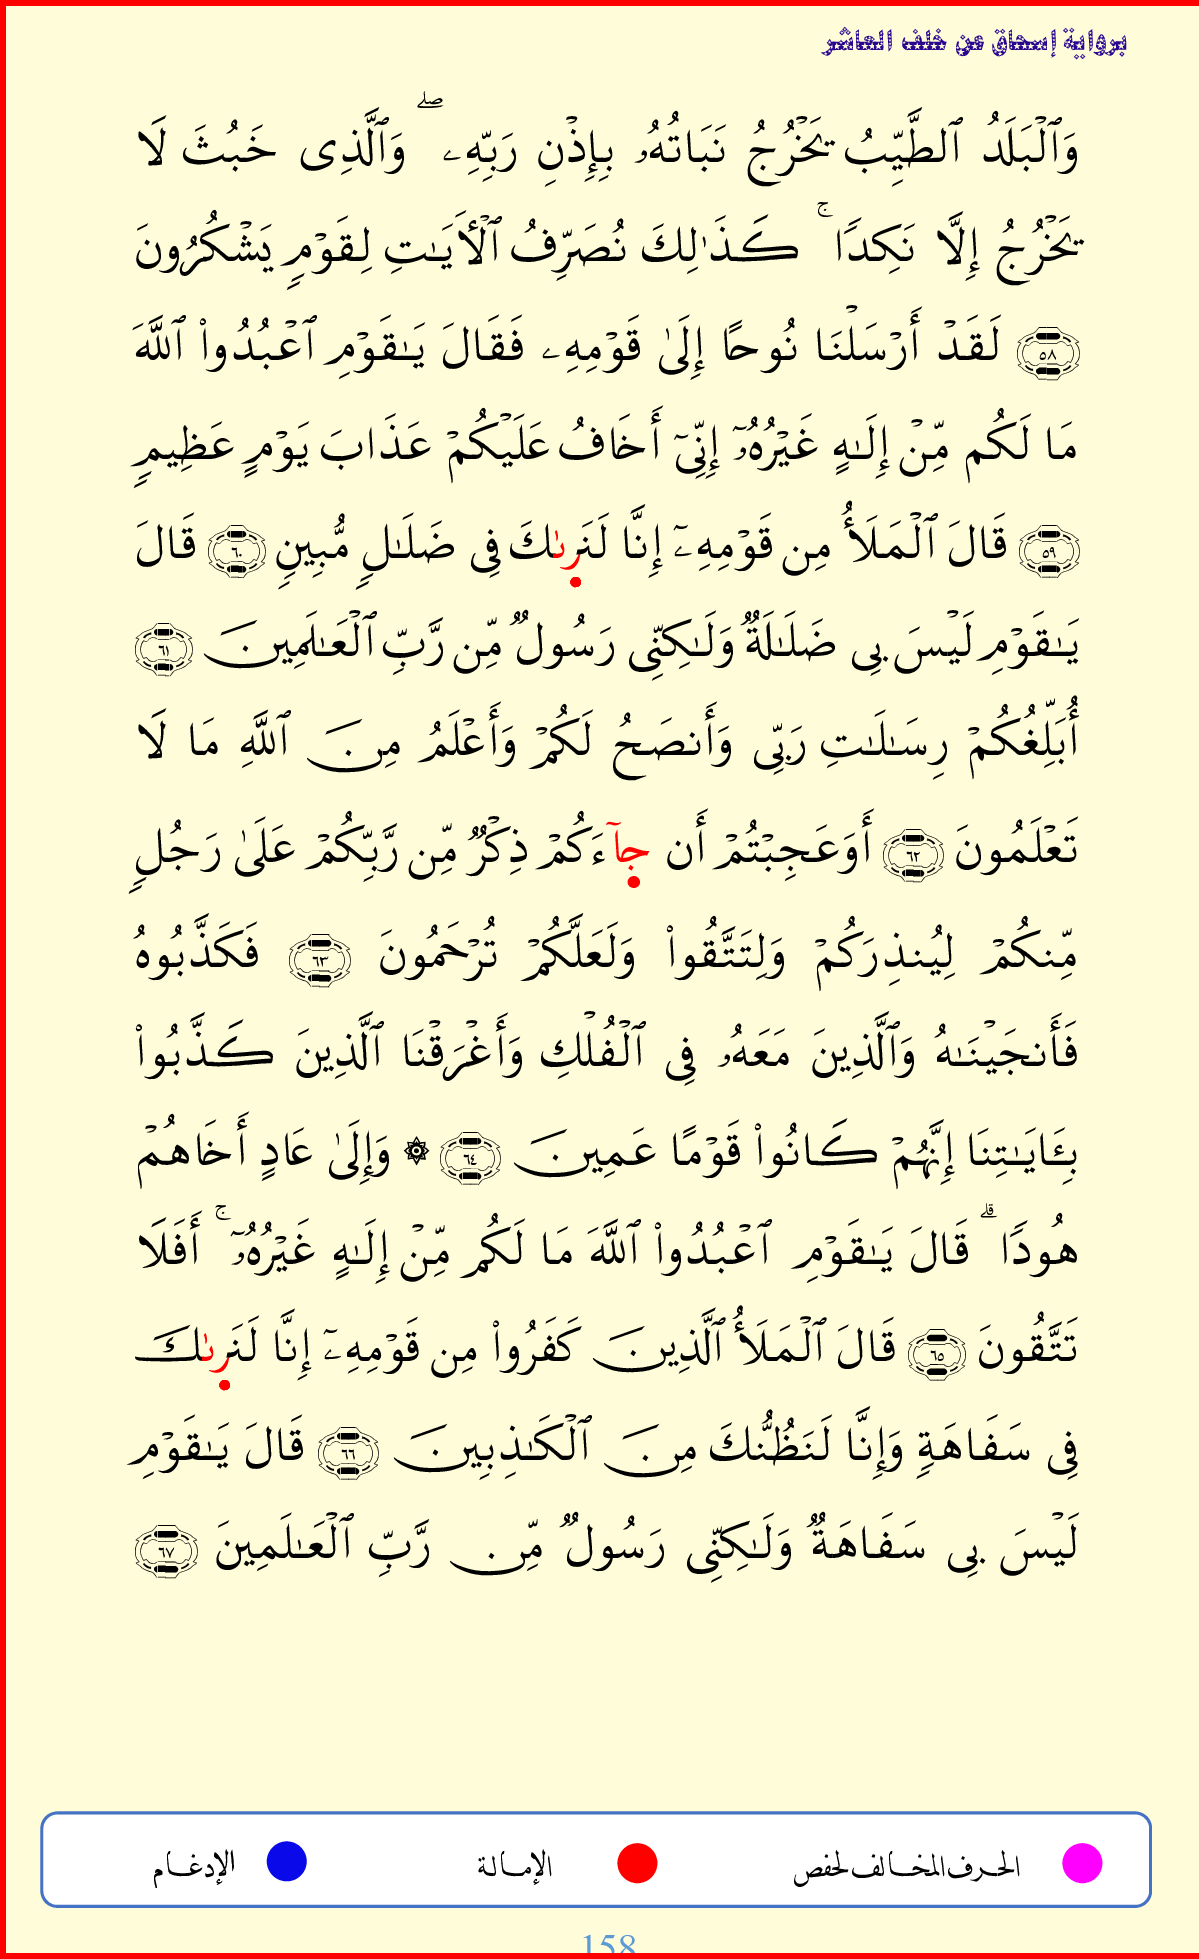 برواية إسحاق عن خلف العاشر
وَٱلۡبَلَدُ ٱلطَّيِّبُ يَخۡرُجُ نَبَاتُهُۥ بِإِذۡنِ رَبِّهِۦۖ وَٱلَّذِى خَبُثَ لَا
يَخۡرُجُ إِلَّا نَكِدًاۚ كَذَٰلِكَ نُصَرِّفُ ٱلۡأٓيَٰتِ لِقَوۡمٍ يَشۡكُرُونَ
٥٨ لَقَدۡ أَرۡسَلۡنَا نُوحًا إِلَىٰ قَوۡمِهِۦ فَقَالَ يَٰقَوۡمِ ٱعۡبُدُواْ ٱللَّهَ
مَا لَكُم مِّنۡ إِلَٰهٍ غَيۡرُهُۥٓ إِنِّىٓ أَخَافُ عَلَيۡكُمۡ عَذَابَ يَوۡمٍ عَظِيمٍ
٥٩ قَالَ ٱلۡمَلَأُ مِن قَوۡمِهِۦٓ إِنَّا لَنَرىٰكَ فِى ضَلَٰلٍ مُّبِينٍ ٦٠ قَالَ
يَٰقَوۡمِ لَيۡسَ بِى ضَلَٰلَةٌ وَلَٰكِنِّى رَسُولٌ مِّن رَّبِّ ٱلۡعَٰلَمِينَ ٦١
أُبَلِّغُكُمۡ رِسَٰلَٰتِ رَبِّى وَأَنصَحُ لَكُمۡ وَأَعۡلَمُ مِنَ ٱللَّهِ مَا لَا
تَعۡلَمُونَ ٦٢ أَوَعَجِبۡتُمۡ أَن جآءَكُمۡ ذِكۡرٌ مِّن رَّبِّكُمۡ عَلَىٰ رَجُلٍ
مِّنكُمۡ لِيُنذِرَكُمۡ وَلِتَتَّقُواْ وَلَعَلَّكُمۡ تُرۡحَمُونَ ٦٣ فَكَذَّبُوهُ
فَأَنجَيۡنَٰهُ وَٱلَّذِينَ مَعَهُۥ فِى ٱلۡفُلۡكِ وَأَغۡرَقۡنَا ٱلَّذِينَ كَذَّبُواْ
بِـَٔايَٰتِنَا إِنَّهُمۡ كَانُواْ قَوۡمًا عَمِينَ ٦٤ ۞ وَإِلَىٰ عَادٍ أَخَاهُمۡ
هُودًاۗ قَالَ يَٰقَوۡمِ ٱعۡبُدُواْ ٱللَّهَ مَا لَكُم مِّنۡ إِلَٰهٍ غَيۡرُهُۥٓۚ أَفَلَا
تَتَّقُونَ ٦٥ قَالَ ٱلۡمَلَأُ ٱلَّذِينَ كَفَرُواْ مِن قَوۡمِهِۦٓ إِنَّا لَنَرىٰكَ
فِى سَفَاهَةٍ وَإِنَّا لَنَظُنُّكَ مِنَ ٱلۡكَٰذِبِينَ ٦٦ قَالَ يَٰقَوۡمِ
لَيۡسَ بِى سَفَاهَةٌ وَلَٰكِنِّى رَسُولٌ مِّن رَّبِّ ٱلۡعَٰلَمِينَ ٦٧
الحرف المخالف لحفص الإمالة الإدغام
158